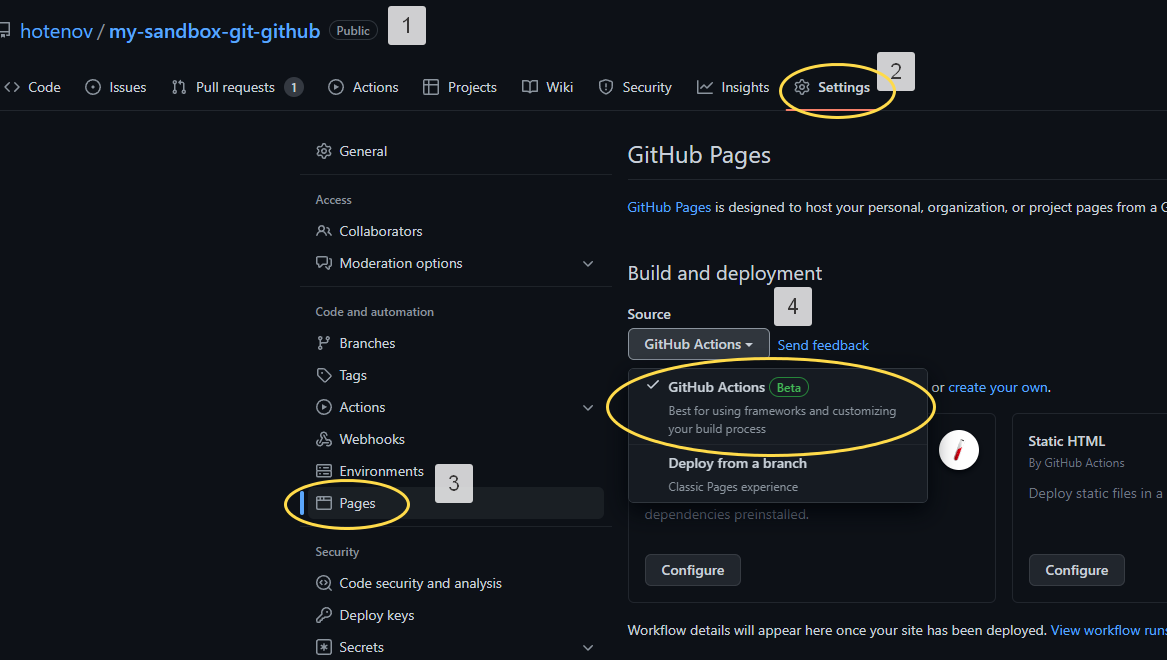 hotenov / my-sandbox-git-github Public 1
Code Issues Pull requests 1 Actions Projects Wiki Security Insights Settings 2
General
Access
Collaborators
Moderation options
Code and automation
Branches
Tags
Actions
Webhooks
Environments
Pages
3
Security
Code security and analysis
Deploy keys
Secrets
GitHub Pages
GitHub Pages is designed to host your personal, organization, or project pages from a G
Build and deployment
Source
4
GitHub Actions Send feedback
GitHub Actions Beta
Best for using frameworks and customizing
your build process
Deploy from a branch
Classic Pages experience
or create your own.
dependencies preinstalled.
Configure
Static HTML
By GitHub Actions
Deploy static files in a
Configure
Workflow details will appear here once your site has been deployed. View workflow runs